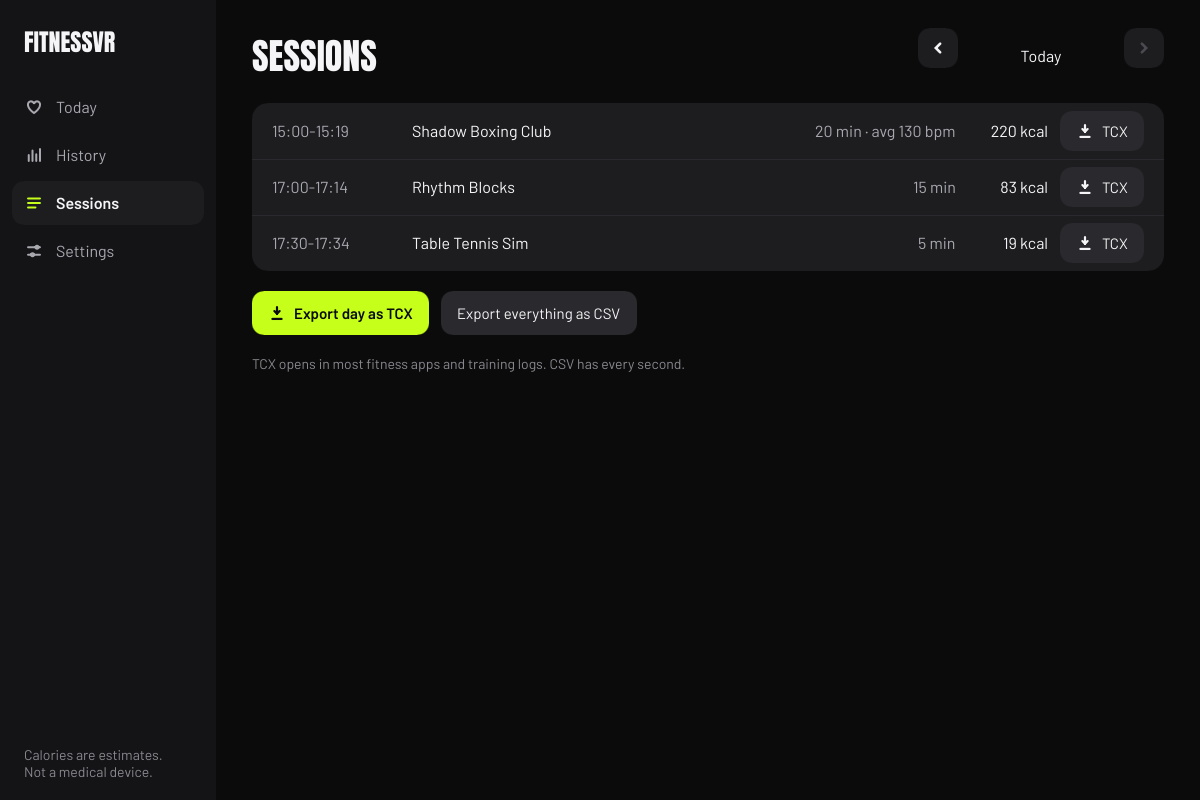 FITNESSVR
Today
History
Sessions
Settings
Calories are estimates.
Not a medical device.
SESSIONS
Today
15:00-15:19 Shadow Boxing Club 20 min · avg 130 bpm 220 kcal TCX
17:00-17:14 Rhythm Blocks 15 min 83 kcal TCX
17:30-17:34 Table Tennis Sim 5 min 19 kcal TCX
Export day as TCX Export everything as CSV
TCX opens in most fitness apps and training logs. CSV has every second.